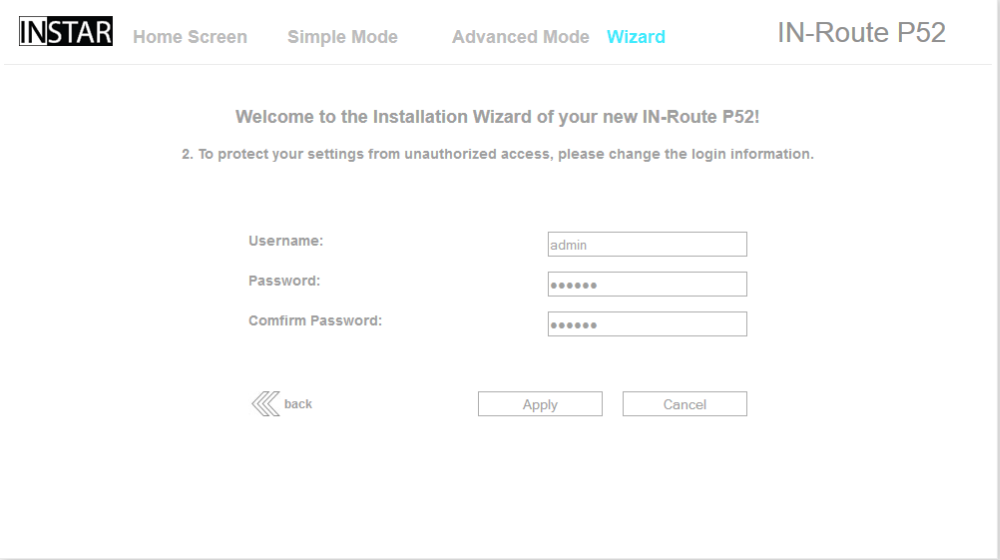 INSTAR Home Screen Simple Mode Advanced Mode Wizard IN-Route P52
Welcome to the Installation Wizard of your new IN-Route P52!
2. To protect your settings from unauthorized access, please change the login information.
Username: admin
Password: ••••••
Comfirm Password: ••••••
back Apply Cancel